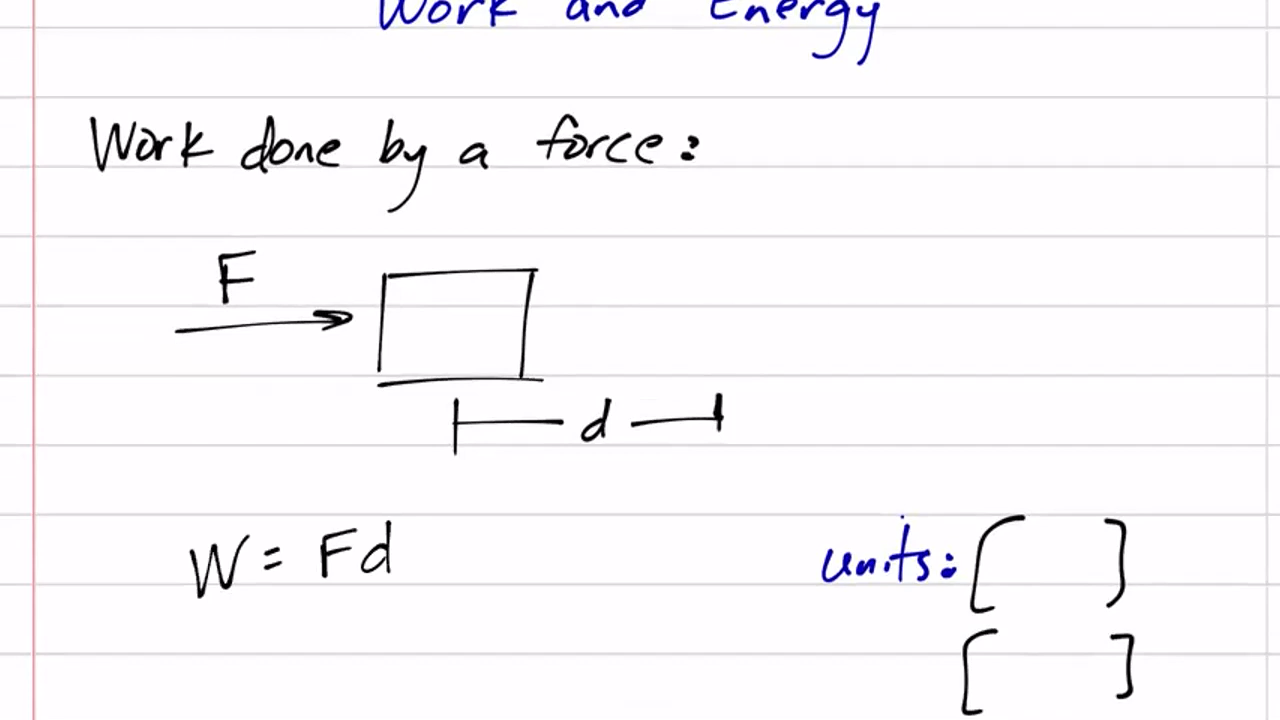 Work and Energy
Work done by a force:
F
d
W = Fd
units: [ ]
[ ]